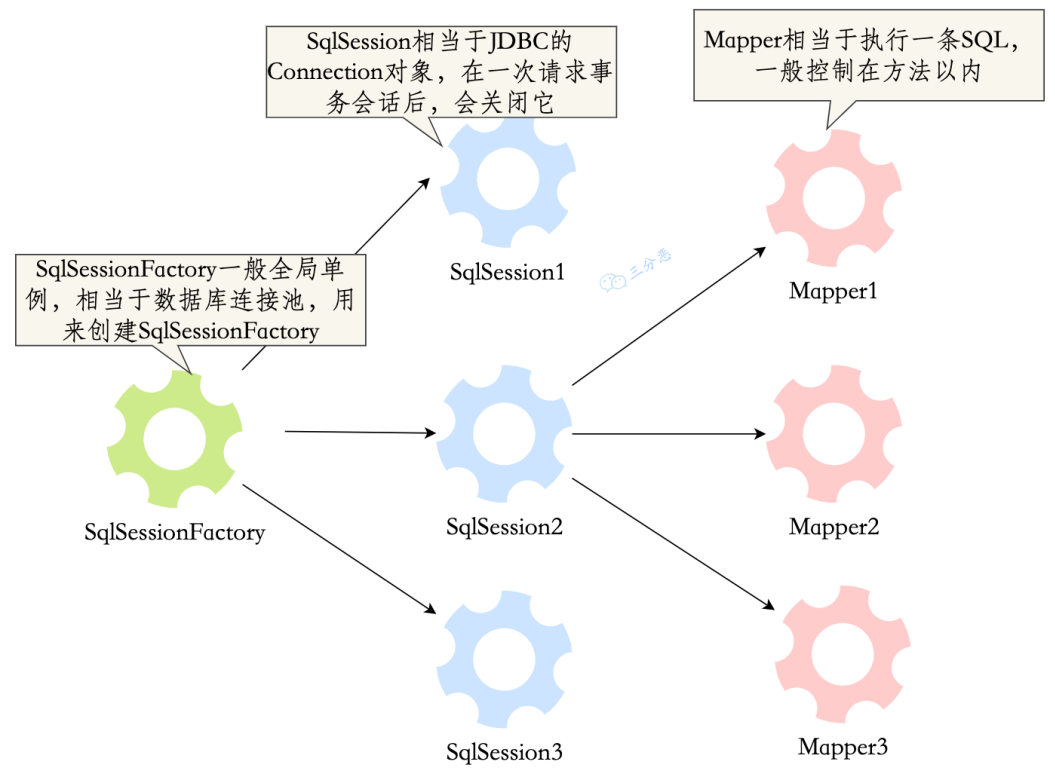 SqlSession相当于JDBC的
Connection对象，在一次请求事
务会话后，会关闭它
Mapper相当于执行一条SQL，
一般控制在方法以内
SqlSession1
三分恶
Mapper1
SqlSessionFactory一般全局单
例，相当于数据库连接池，用
来创建SqlSessionFactory
SqlSessionFactory
SqlSession2
Mapper2
SqlSession3
Mapper3